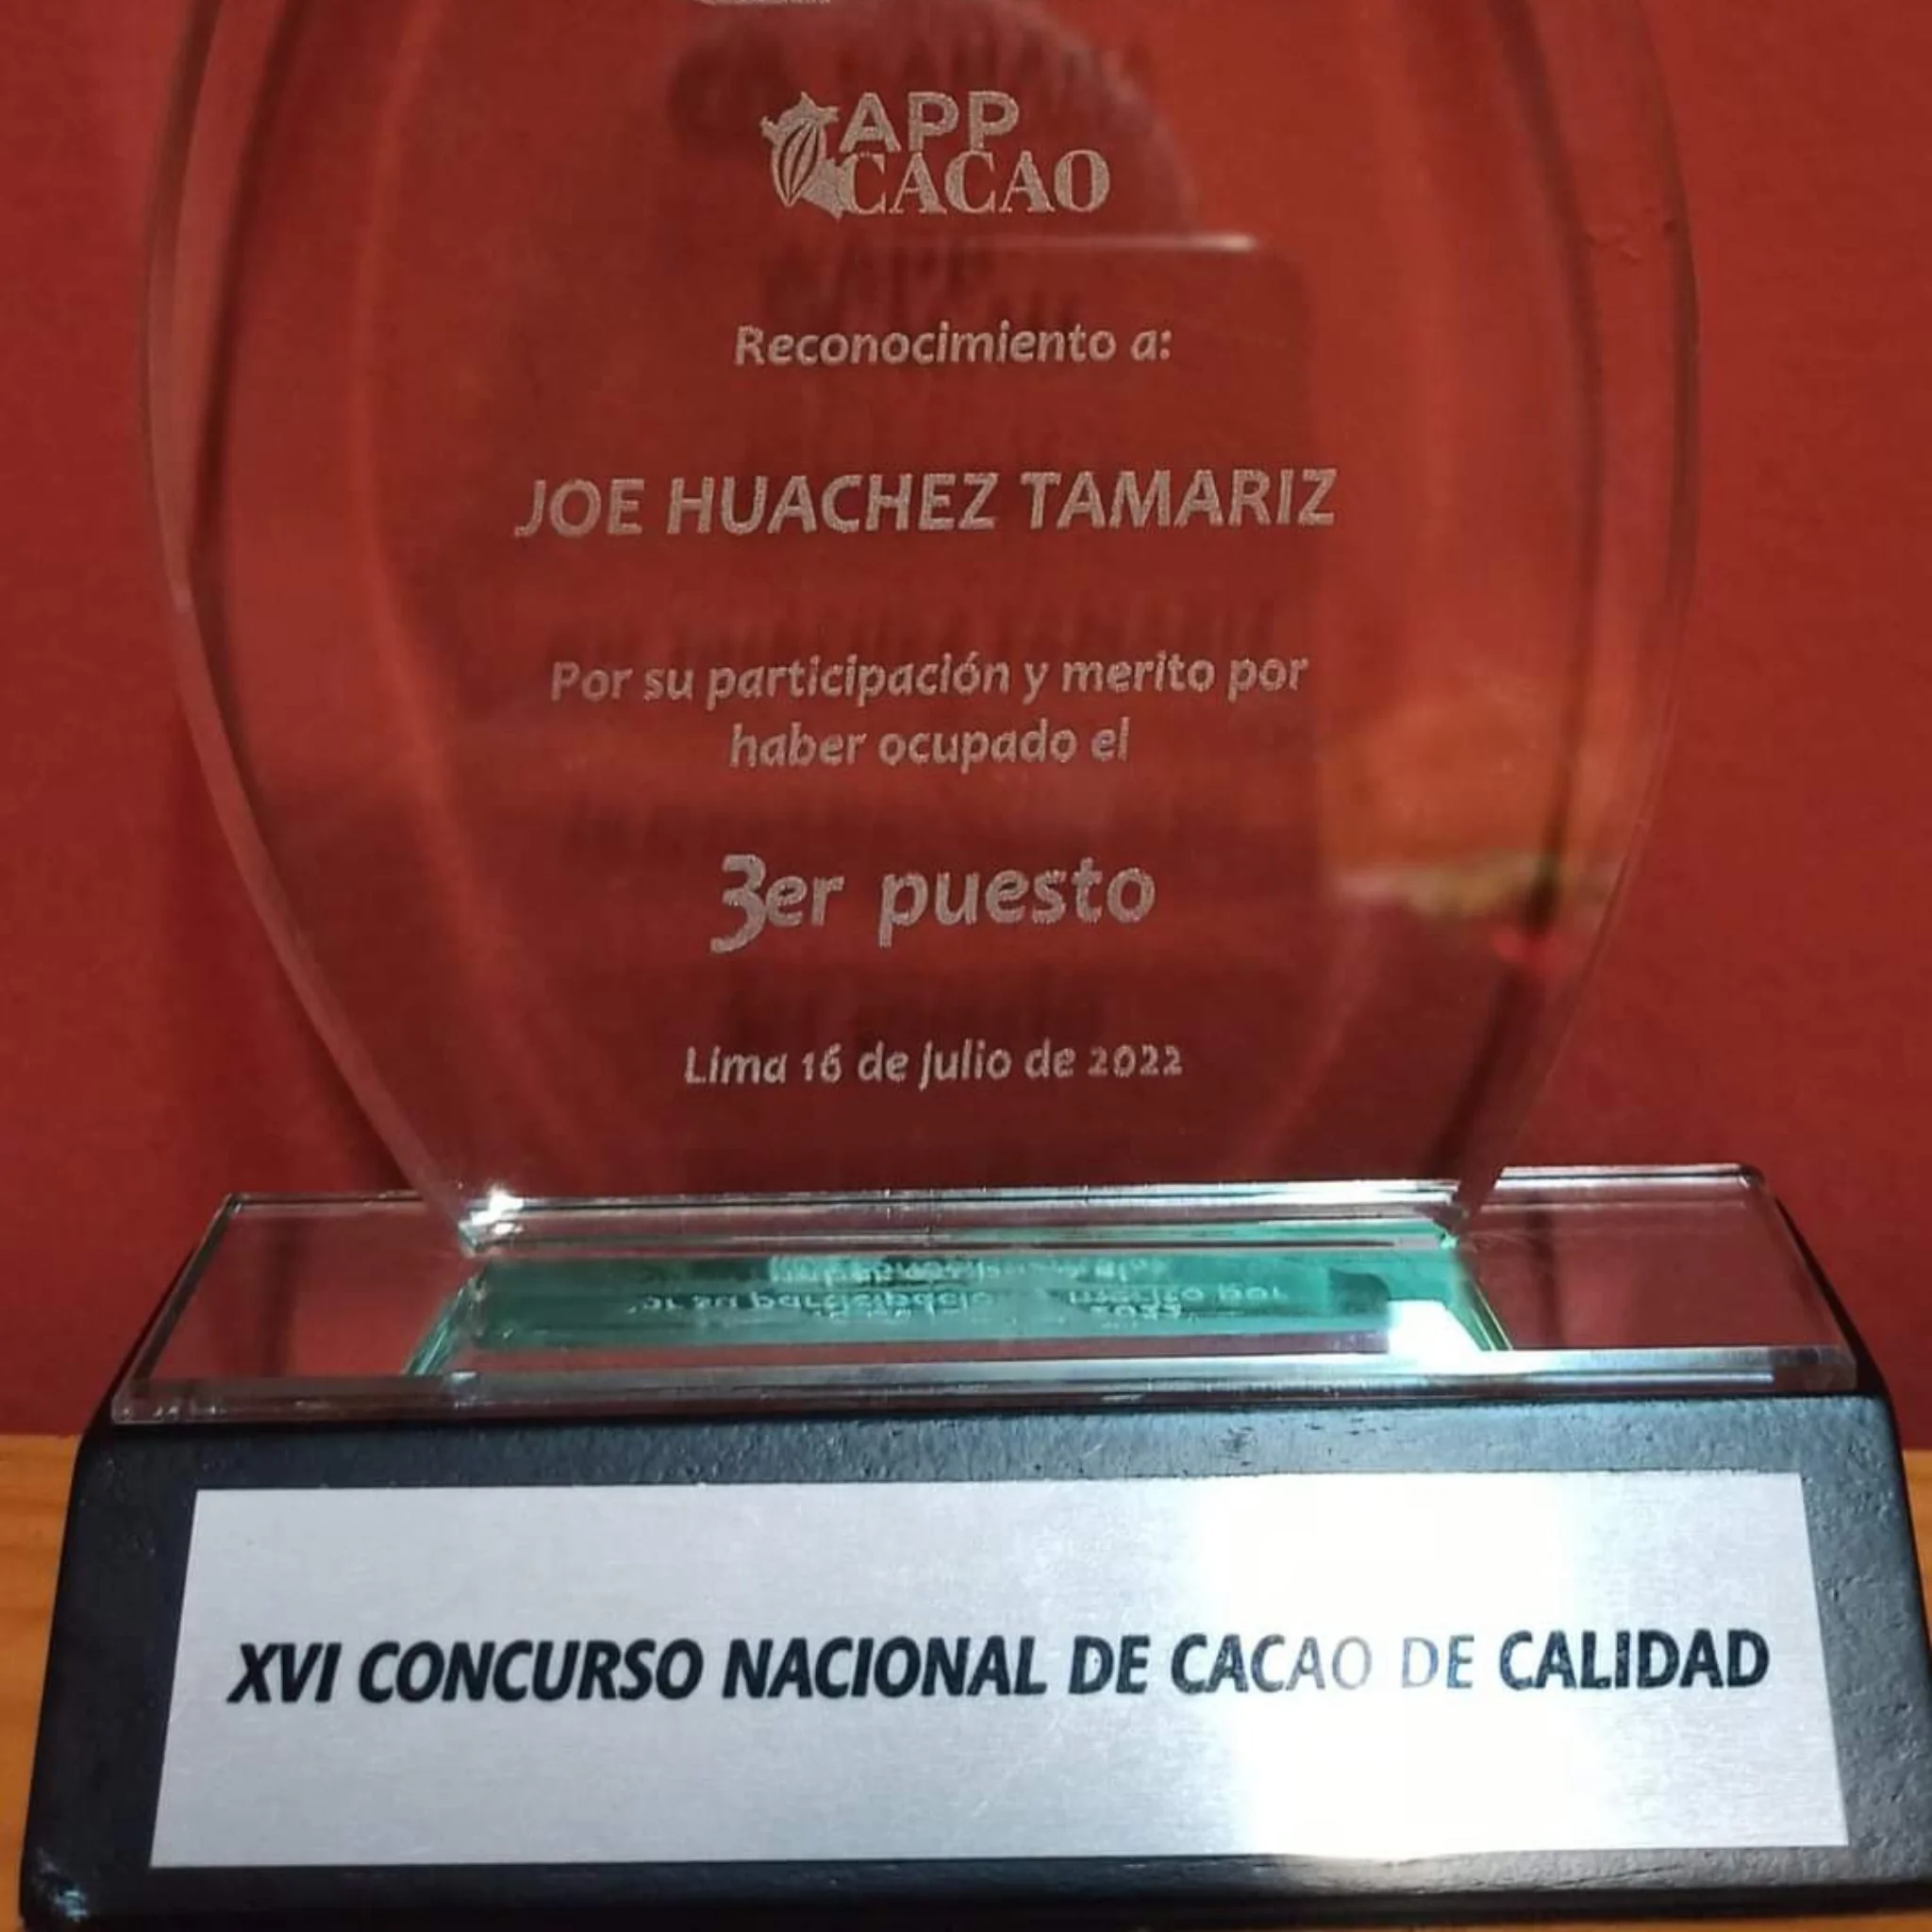 APP
CACAO
Reconocimiento a:
JOE HUACHEZ TAMARIZ
Por su participación y merito por
haber ocupado el
3er puesto
Lima 16 de Julio de 2022
XVI CONCURSO NACIONAL DE CACAO DE CALIDAD